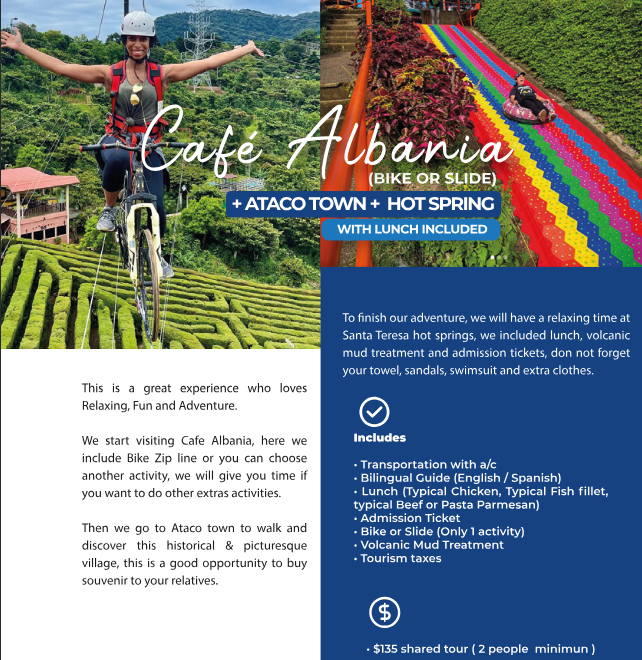 Café Albania
(BIKE OR SLIDE)
+ ATACO TOWN + HOT SPRING
WITH LUNCH INCLUDED
This is a great experience who loves
Relaxing, Fun and Adventure.
We start visiting Cafe Albania, here we
include Bike Zip line or you can choose
another activity, we will give you time if
you want to do other extras activities.
Then we go to Ataco town to walk and
discover this historical & picturesque
village, this is a good opportunity to buy
souvenir to your relatives.
To finish our adventure, we will have a relaxing time at
Santa Teresa hot springs, we included lunch, volcanic
mud treatment and admission tickets, don not forget
your towel, sandals, swimsuit and extra clothes.
Includes
• Transportation with a/c
• Bilingual Guide (English / Spanish)
• Lunch (Typical Chicken, Typical Fish fillet,
typical Beef or Pasta Parmesan)
• Admission Ticket
• Bike or Slide (Only 1 activity)
• Volcanic Mud Treatment
• Tourism taxes
$
• $135 shared tour ( 2 people minimun )